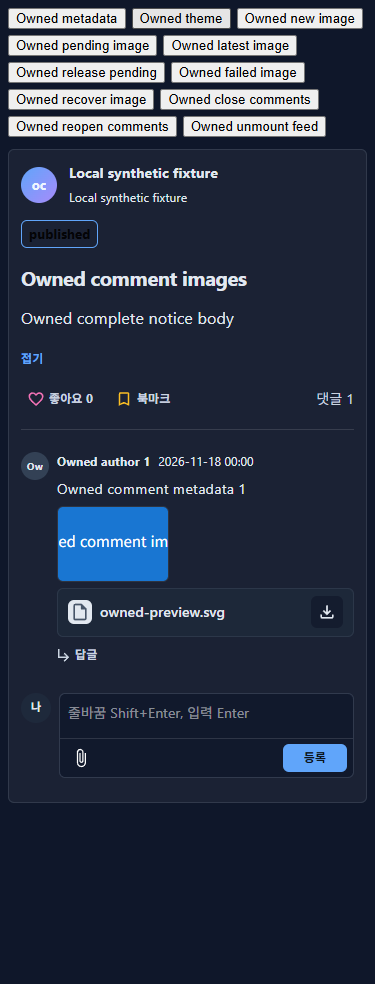 Owned metadata Owned theme Owned new image
Owned pending image Owned latest image
Owned release pending Owned failed image
Owned recover image Owned close comments
Owned reopen comments Owned unmount feed
oc Local synthetic fixture
Local synthetic fixture
published
Owned comment images
Owned complete notice body
접기
좋아요 0 북마크 댓글 1
Ow Owned author 1 2026-11-18 00:00
Owned comment metadata 1
ed comment im
owned-preview.svg
답글
나 줄바꿈 Shift+Enter, 입력 Enter
등록